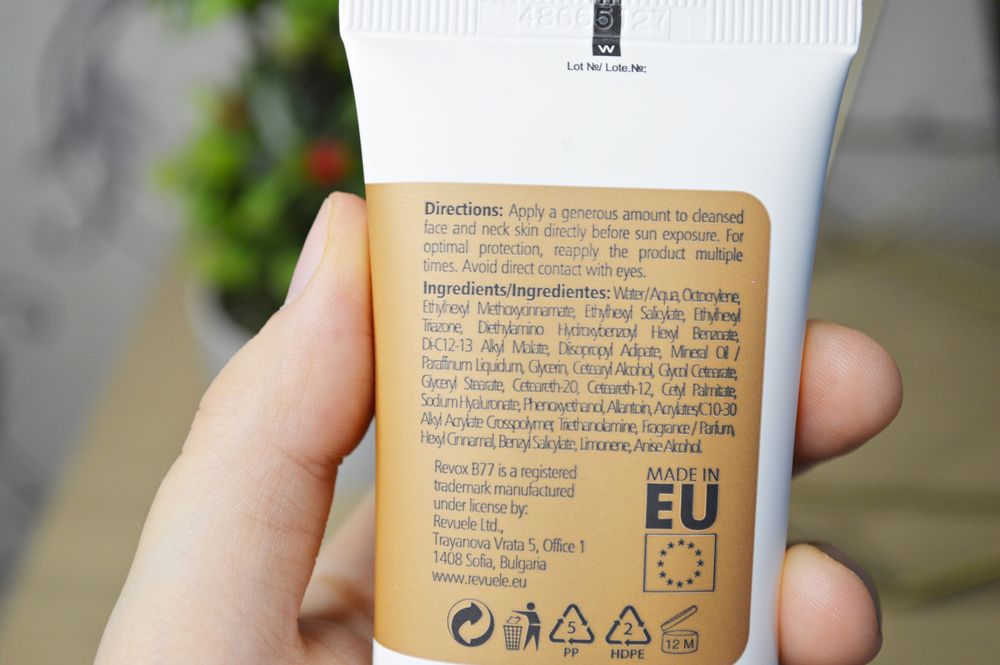 48665127
W
Lot №/ Lote.№:
Directions: Apply a generous amount to cleansed
face and neck skin directly before sun exposure. For
optimal protection, reapply the product multiple
times. Avoid direct contact with eyes.
Ingredients/Ingredientes: Water/Aqua, Octocrylene,
Ethylhexyl Methoxycinnamate, Ethylhexyl Salicylate, Ethylhexyl
Triazone, Diethylamino Hydroxybenzoyl Hexyl Benzoate,
Di-C12-13 Alkyl Malate, Diisopropyl Adipate, Mineral Oil /
Paraffinum Liquidum, Glycerin, Cetearyl Alcohol, Glycol Cetearate,
Glyceryl Stearate, Ceteareth-20, Ceteareth-12, Cetyl Palmitate,
Sodium Hyaluronate, Phenoxyethanol, Allantoin, Acrylates/C10-30
Alkyl Acrylate Crosspolymer, Triethanolamine, Fragrance / Parfum,
Hexyl Cinnamal, Benzyl Salicylate, Limonene, Anise Alcohol.
Revox B77 is a registered
trademark manufactured
under license by:
Revuele Ltd.,
Trayanova Vrata 5, Office 1
1408 Sofia, Bulgaria
www.revuele.eu
MADE IN
EU
5
PP
2
HDPE
12 M